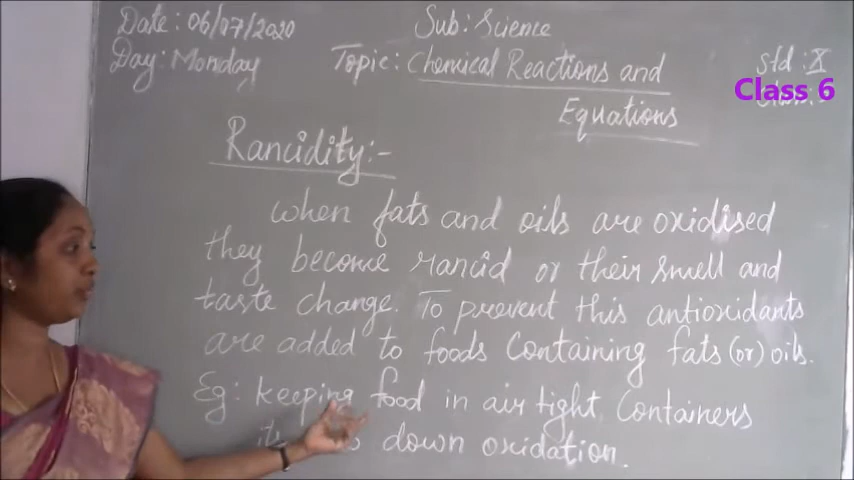 Date: 06/07/2020
Sub: Science
Day: Monday
Topic: Chemical Reactions and
Std: X
Class 6
Equations
Rancidity:-
When fats and oils are oxidised
they become rancid or their smell and
taste change. To prevent this antioxidants
are added to foods Containing fats (or) oils.
Eg: Keeping food in air tight Containers
down oxidation.